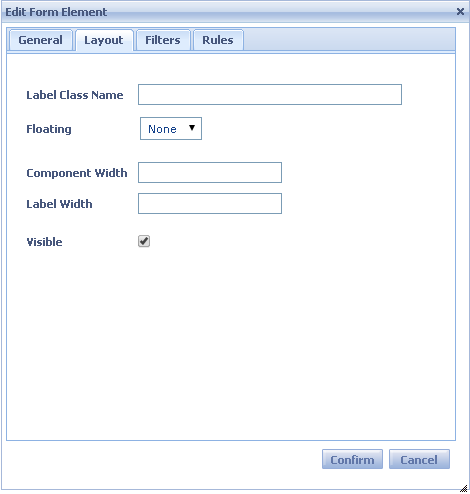 Edit Form Element
General Layout Filters Rules
Label Class Name
Floating None
Component Width
Label Width
Visible
Confirm Cancel